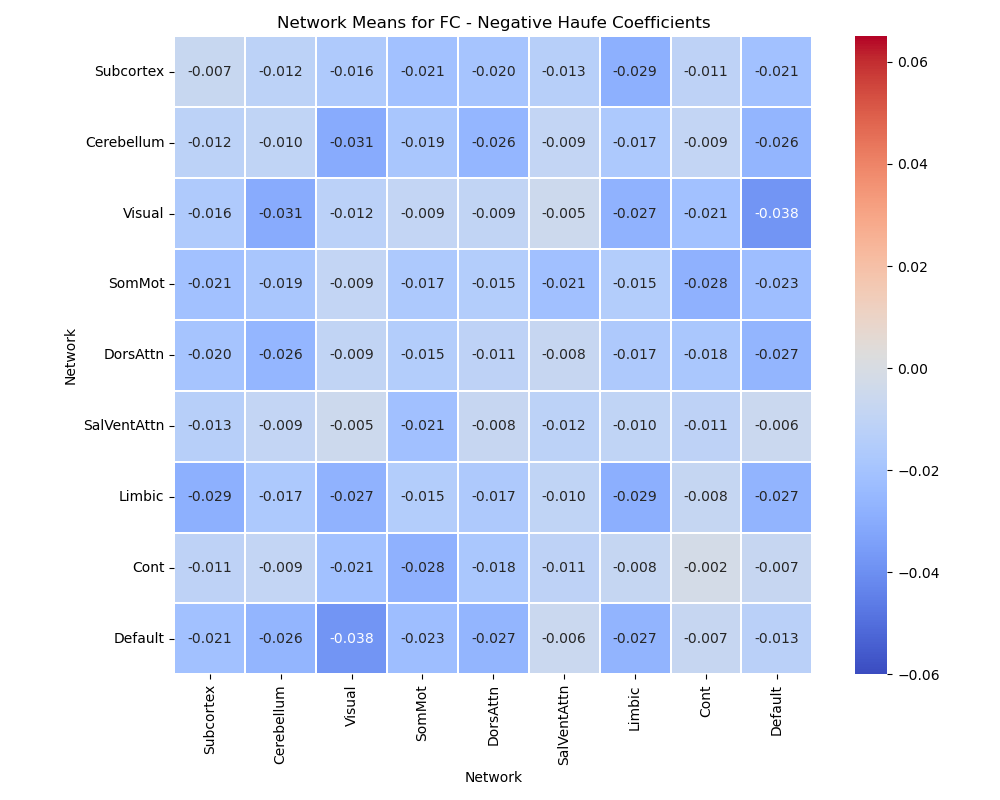 Network Means for FC - Negative Haufe Coefficients
Subcortex -0.007 -0.012 -0.016 -0.021 -0.020 -0.013 -0.029 -0.011 -0.021
Cerebellum -0.012 -0.010 -0.031 -0.019 -0.026 -0.009 -0.017 -0.009 -0.026
Visual -0.016 -0.031 -0.012 -0.009 -0.009 -0.005 -0.027 -0.021 -0.038
SomMot -0.021 -0.019 -0.009 -0.017 -0.015 -0.021 -0.015 -0.028 -0.023
DorsAttn -0.020 -0.026 -0.009 -0.015 -0.011 -0.008 -0.017 -0.018 -0.027
SalVentAttn -0.013 -0.009 -0.005 -0.021 -0.008 -0.012 -0.010 -0.011 -0.006
Limbic -0.029 -0.017 -0.027 -0.015 -0.017 -0.010 -0.029 -0.008 -0.027
Cont -0.011 -0.009 -0.021 -0.028 -0.018 -0.011 -0.008 -0.002 -0.007
Default -0.021 -0.026 -0.038 -0.023 -0.027 -0.006 -0.027 -0.007 -0.013
Subcortex Cerebellum Visual SomMot DorsAttn SalVentAttn Limbic Cont Default
Network
Network
0.06
0.04
0.02
0.00
−0.02
−0.04
−0.06